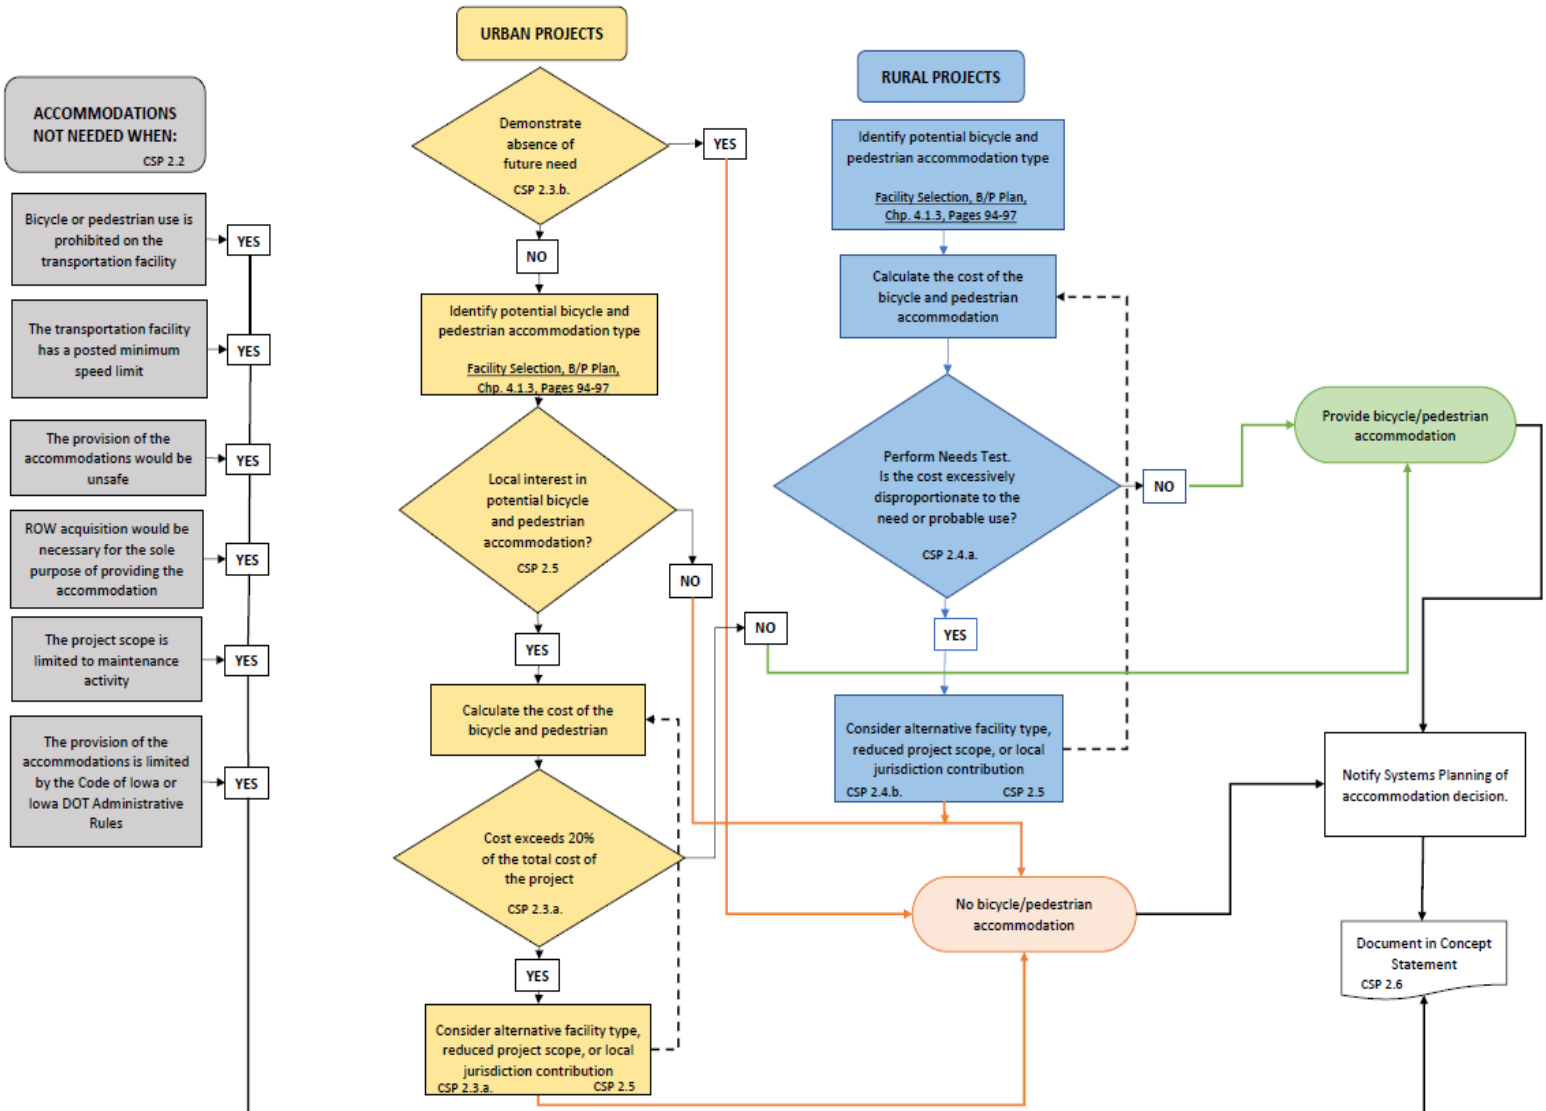 ACCOMMODATIONS
NOT NEEDED WHEN:
CSP 2.2
Bicycle or pedestrian use is
prohibited on the
transportation facility
YES
The transportation facility
has a posted minimum
speed limit
YES
The provision of the
accommodations would be
unsafe
YES
ROW acquisition would be
necessary for the sole
purpose of providing the
accommodation
YES
The project scope is
limited to maintenance
activity
YES
The provision of the
accommodations is limited
by the Code of Iowa or
Iowa DOT Administrative
Rules
YES
URBAN PROJECTS
Demonstrate
absence of
future need
CSP 2.3.b.
YES
NO
Identify potential bicycle and
pedestrian accommodation type
Facility Selection, B/P Plan,
Chp. 4.1.3, Pages 94-97
Local interest in
potential bicycle
and pedestrian
accommodation?
CSP 2.5
NO
YES
Calculate the cost of the
bicycle and pedestrian
Cost exceeds 20%
of the total cost of
the project
CSP 2.3.a.
NO
YES
Consider alternative facility type,
reduced project scope, or local
jurisdiction contribution
CSP 2.3.a.
CSP 2.5
RURAL PROJECTS
Identify potential bicycle and
pedestrian accommodation type
Facility Selection, B/P Plan,
Chp. 4.1.3, Pages 94-97
Calculate the cost of the
bicycle and pedestrian
accommodation
Perform Needs Test.
Is the cost excessively
disproportionate to the
need or probable use?
CSP 2.4.a.
NO
YES
Consider alternative facility type,
reduced project scope, or local
jurisdiction contribution
CSP 2.4.b.
CSP 2.5
Provide bicycle/pedestrian
accommodation
No bicycle/pedestrian
accommodation
Notify Systems Planning of
acccommodation decision.
Document in Concept
Statement
CSP 2.6